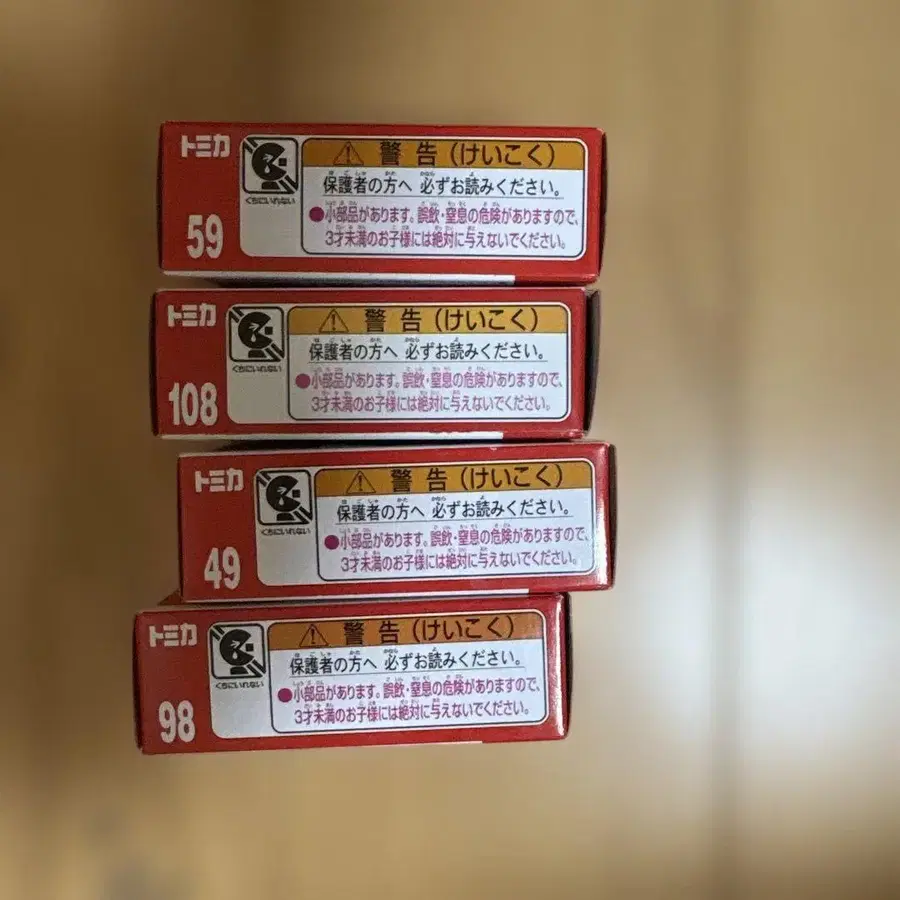 トミカ
59
くちにいれない
警告(けいこく)
保護者の方へ 必ずお読みください。
●小部品があります。誤飲・窒息の危険がありますので、
3才未満のお子様には絶対に与えないでください。
トミカ
108
くちにいれない
警告(けいこく)
保護者の方へ 必ずお読みください。
●小部品があります。誤飲・窒息の危険がありますので、
3才未満のお子様には絶対に与えないでください。
トミカ
49
くちにいれない
警告(けいこく)
保護者の方へ 必ずお読みください。
●小部品があります。誤飲・窒息の危険がありますので、
3才未満のお子様には絶対に与えないでください。
トミカ
98
くちにいれない
警告(けいこく)
保護者の方へ 必ずお読みください。
●小部品があります。誤飲・窒息の危険がありますので、
3才未満のお子様には絶対に与えないでください。